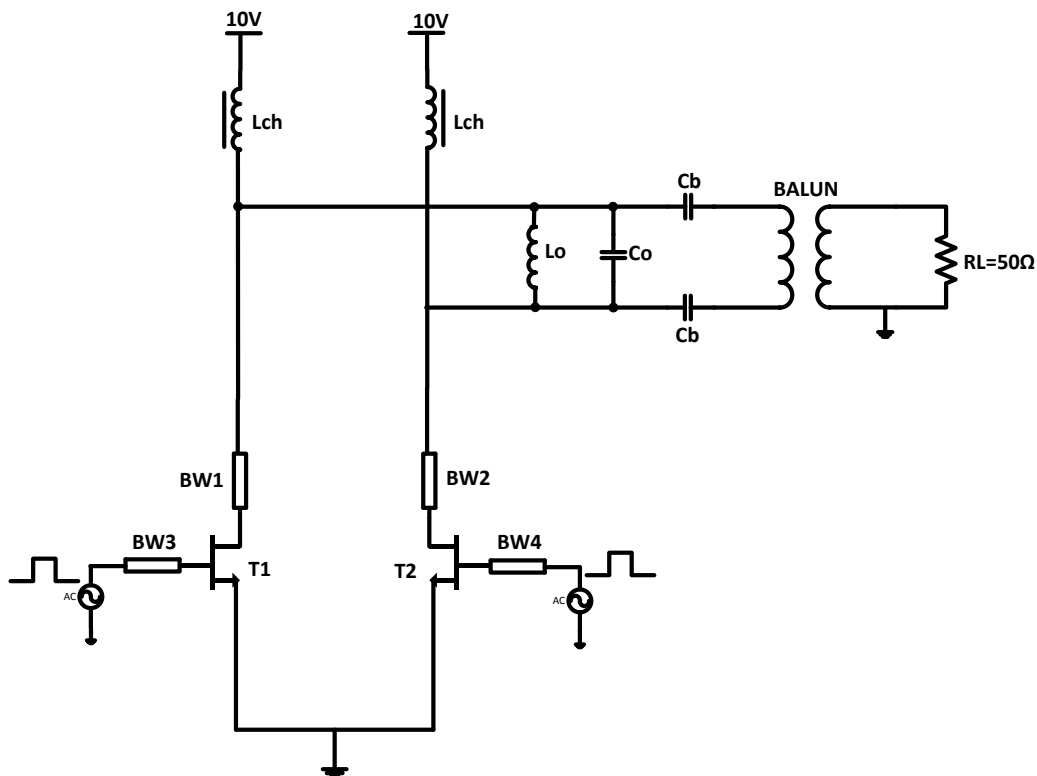 10V
10V
Lch
Lch
Cb
BALUN
Lo
Co
RL=50Ω
Cb
BW1
BW2
BW3
BW4
T1
T2
AC
AC